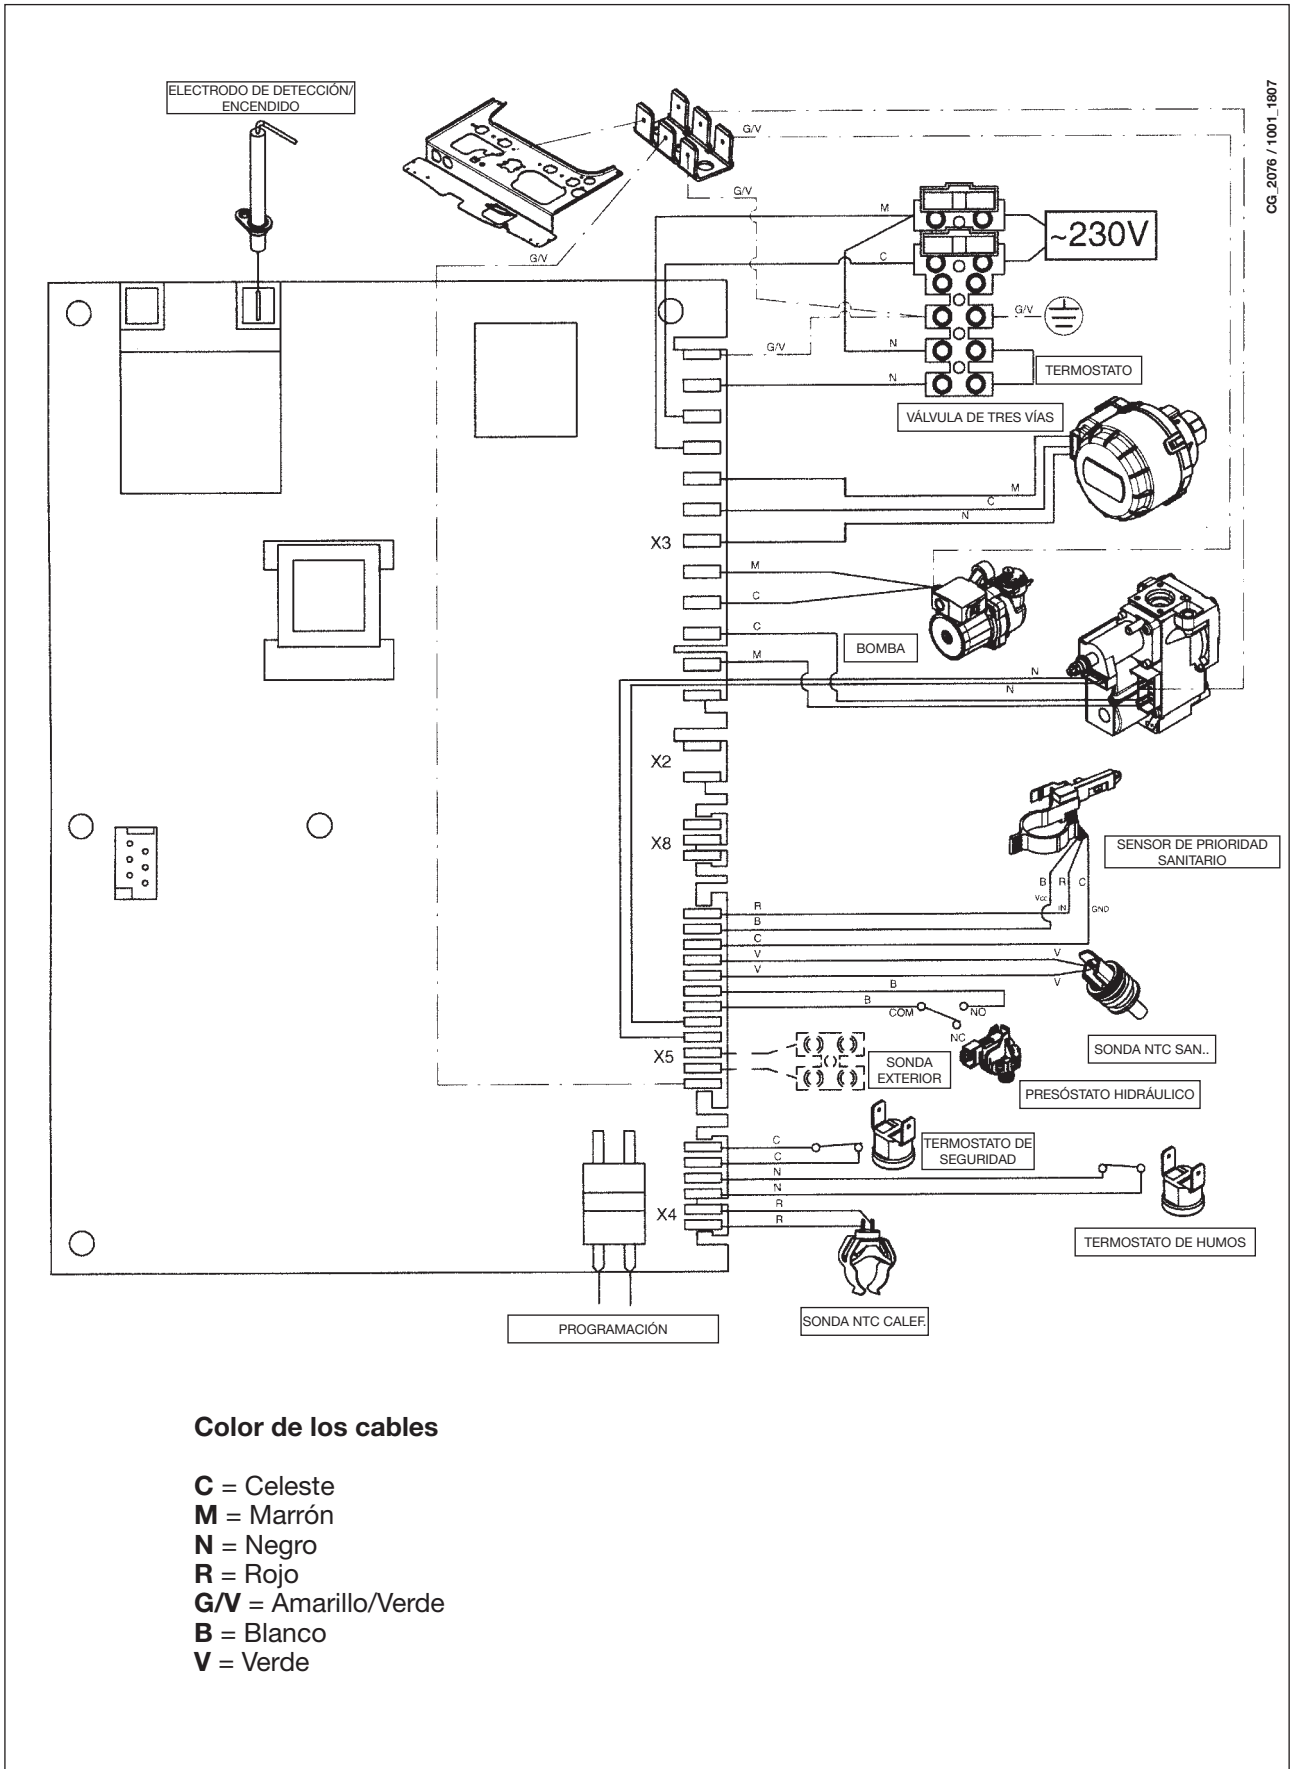 CG_2076 / 1001_1807
ELECTRODO DE DETECCIÓN/
ENCENDIDO
G/V
G/V
M
~230V
C
G/V
G/V
G/V
N
TERMOSTATO
N
VÁLVULA DE TRES VÍAS
M
C
N
X3
M
C
BOMBA
C
M
N
N
X2
X8
SENSOR DE PRIORIDAD
SANITARIO
B
R
C
Vcc
IN
GND
R
B
C
V
V
V
V
B
B
COM
NO
NC
SONDA NTC SAN..
X5
SONDA
EXTERIOR
PRESÓSTATO HIDRÁULICO
C
C
TERMOSTATO DE
SEGURIDAD
N
N
R
R
X4
TERMOSTATO DE HUMOS
SONDA NTC CALEF.
PROGRAMACIÓN
Color de los cables
C = Celeste
M = Marrón
N = Negro
R = Rojo
G/V = Amarillo/Verde
B = Blanco
V = Verde